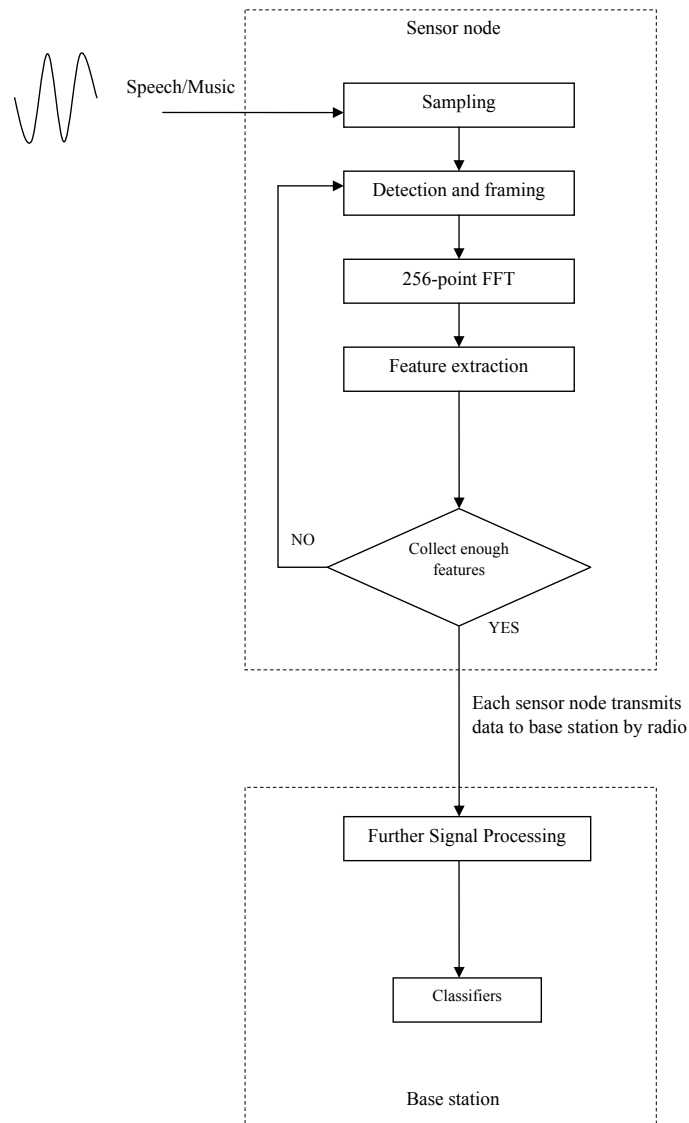 Sensor node
Speech/Music
Sampling
Detection and framing
256-point FFT
Feature extraction
Collect enough
features
NO
YES
Each sensor node transmits
data to base station by radio
Further Signal Processing
Classifiers
Base station